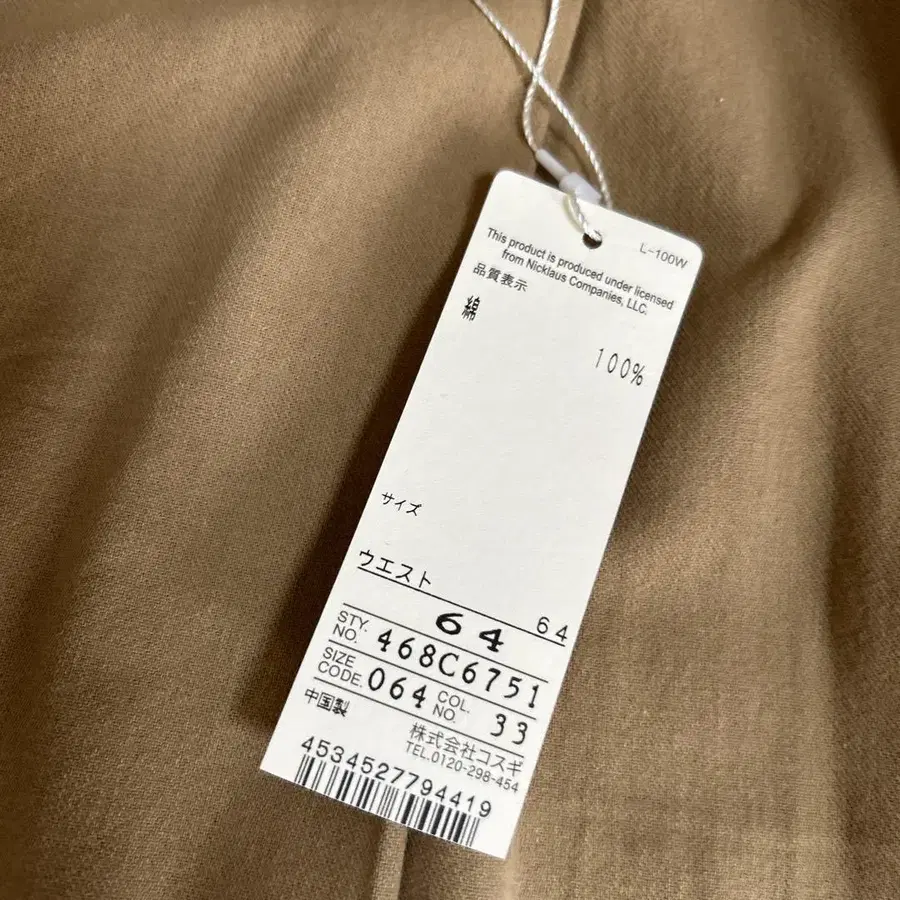 L-100W
This product is produced under licensed
from Nicklaus Companies, LLC.
品質表示
綿
100%
サイズ
ウエスト
64
64
STY. NO. 468C6751
SIZE CODE. 064 COL. NO. 33
中国製
株式会社コスギ
TEL.0120-298-454
4534527794419